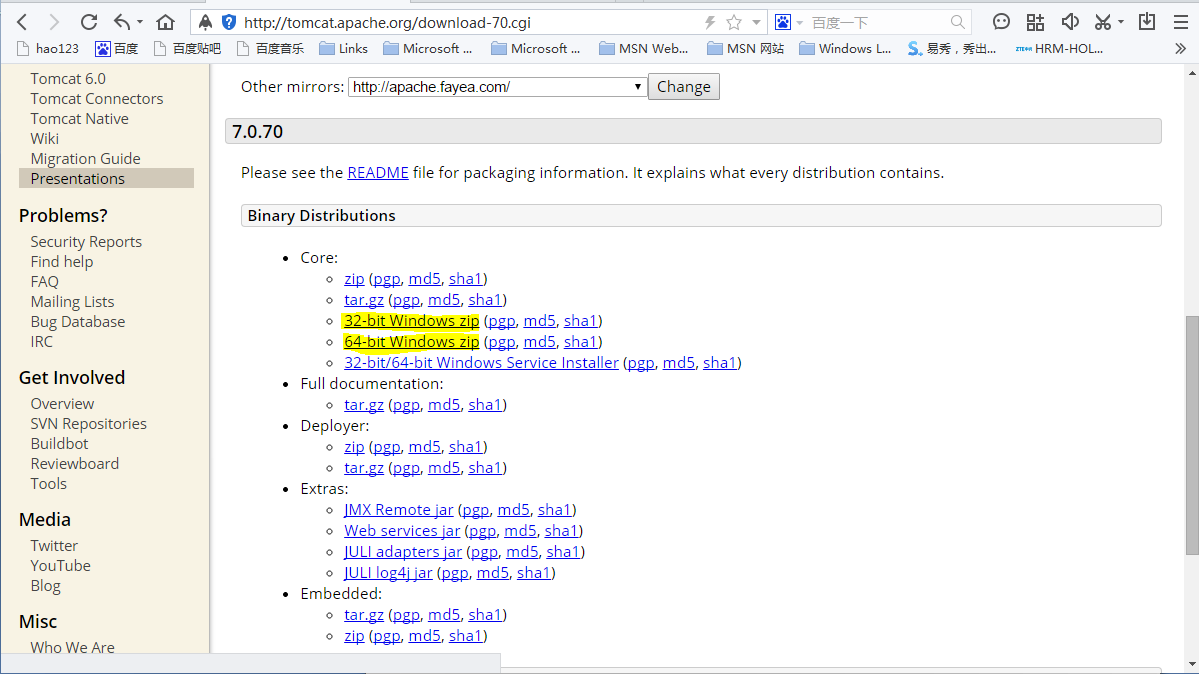 http://tomcat.apache.org/download-70.cgi
百度一下
hao123 百度 百度贴吧 百度音乐 Links Microsoft ... Microsoft ... MSN Web... MSN 网站 Windows L... 易秀，秀出... HRM-HOL...
Tomcat 6.0
Tomcat Connectors
Tomcat Native
Wiki
Migration Guide
Presentations
Problems?
Security Reports
Find help
FAQ
Mailing Lists
Bug Database
IRC
Get Involved
Overview
SVN Repositories
Buildbot
Reviewboard
Tools
Media
Twitter
YouTube
Blog
Misc
Who We Are
Other mirrors: http://apache.fayea.com/ Change
7.0.70
Please see the README file for packaging information. It explains what every distribution contains.
Binary Distributions
Core:
zip (pgp, md5, sha1)
tar.gz (pgp, md5, sha1)
32-bit Windows zip (pgp, md5, sha1)
64-bit Windows zip (pgp, md5, sha1)
32-bit/64-bit Windows Service Installer (pgp, md5, sha1)
Full documentation:
tar.gz (pgp, md5, sha1)
Deployer:
zip (pgp, md5, sha1)
tar.gz (pgp, md5, sha1)
Extras:
JMX Remote jar (pgp, md5, sha1)
Web services jar (pgp, md5, sha1)
JULI adapters jar (pgp, md5, sha1)
JULI log4j jar (pgp, md5, sha1)
Embedded:
tar.gz (pgp, md5, sha1)
zip (pgp, md5, sha1)